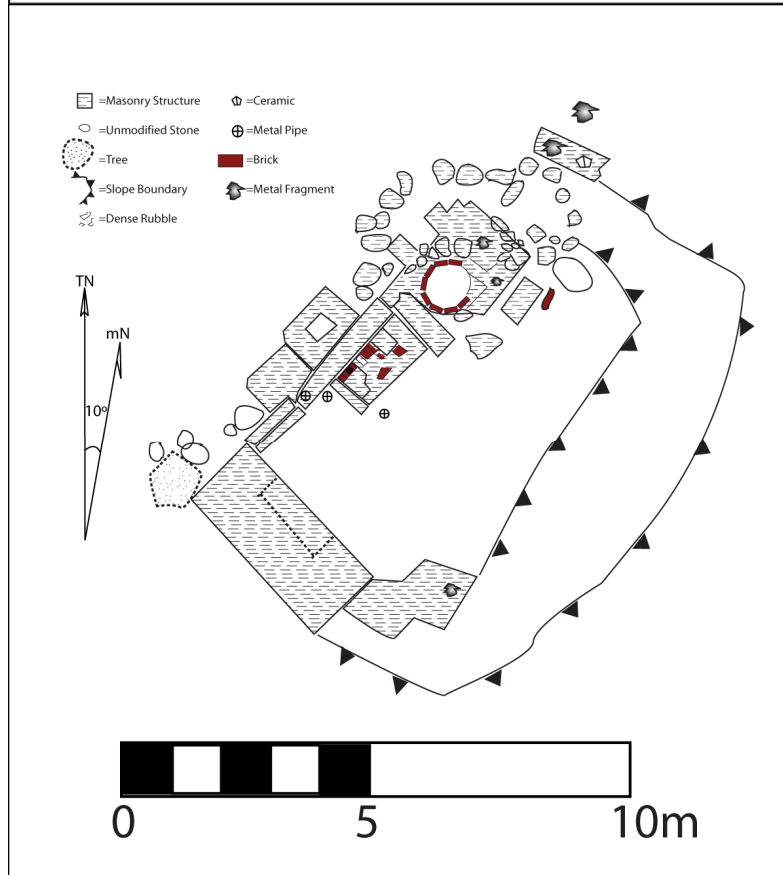 =Masonry Structure
=Ceramic
=Unmodified Stone
=Metal Pipe
=Tree
=Brick
=Slope Boundary
=Metal Fragment
=Dense Rubble
TN
mN
10º
0 5 10m